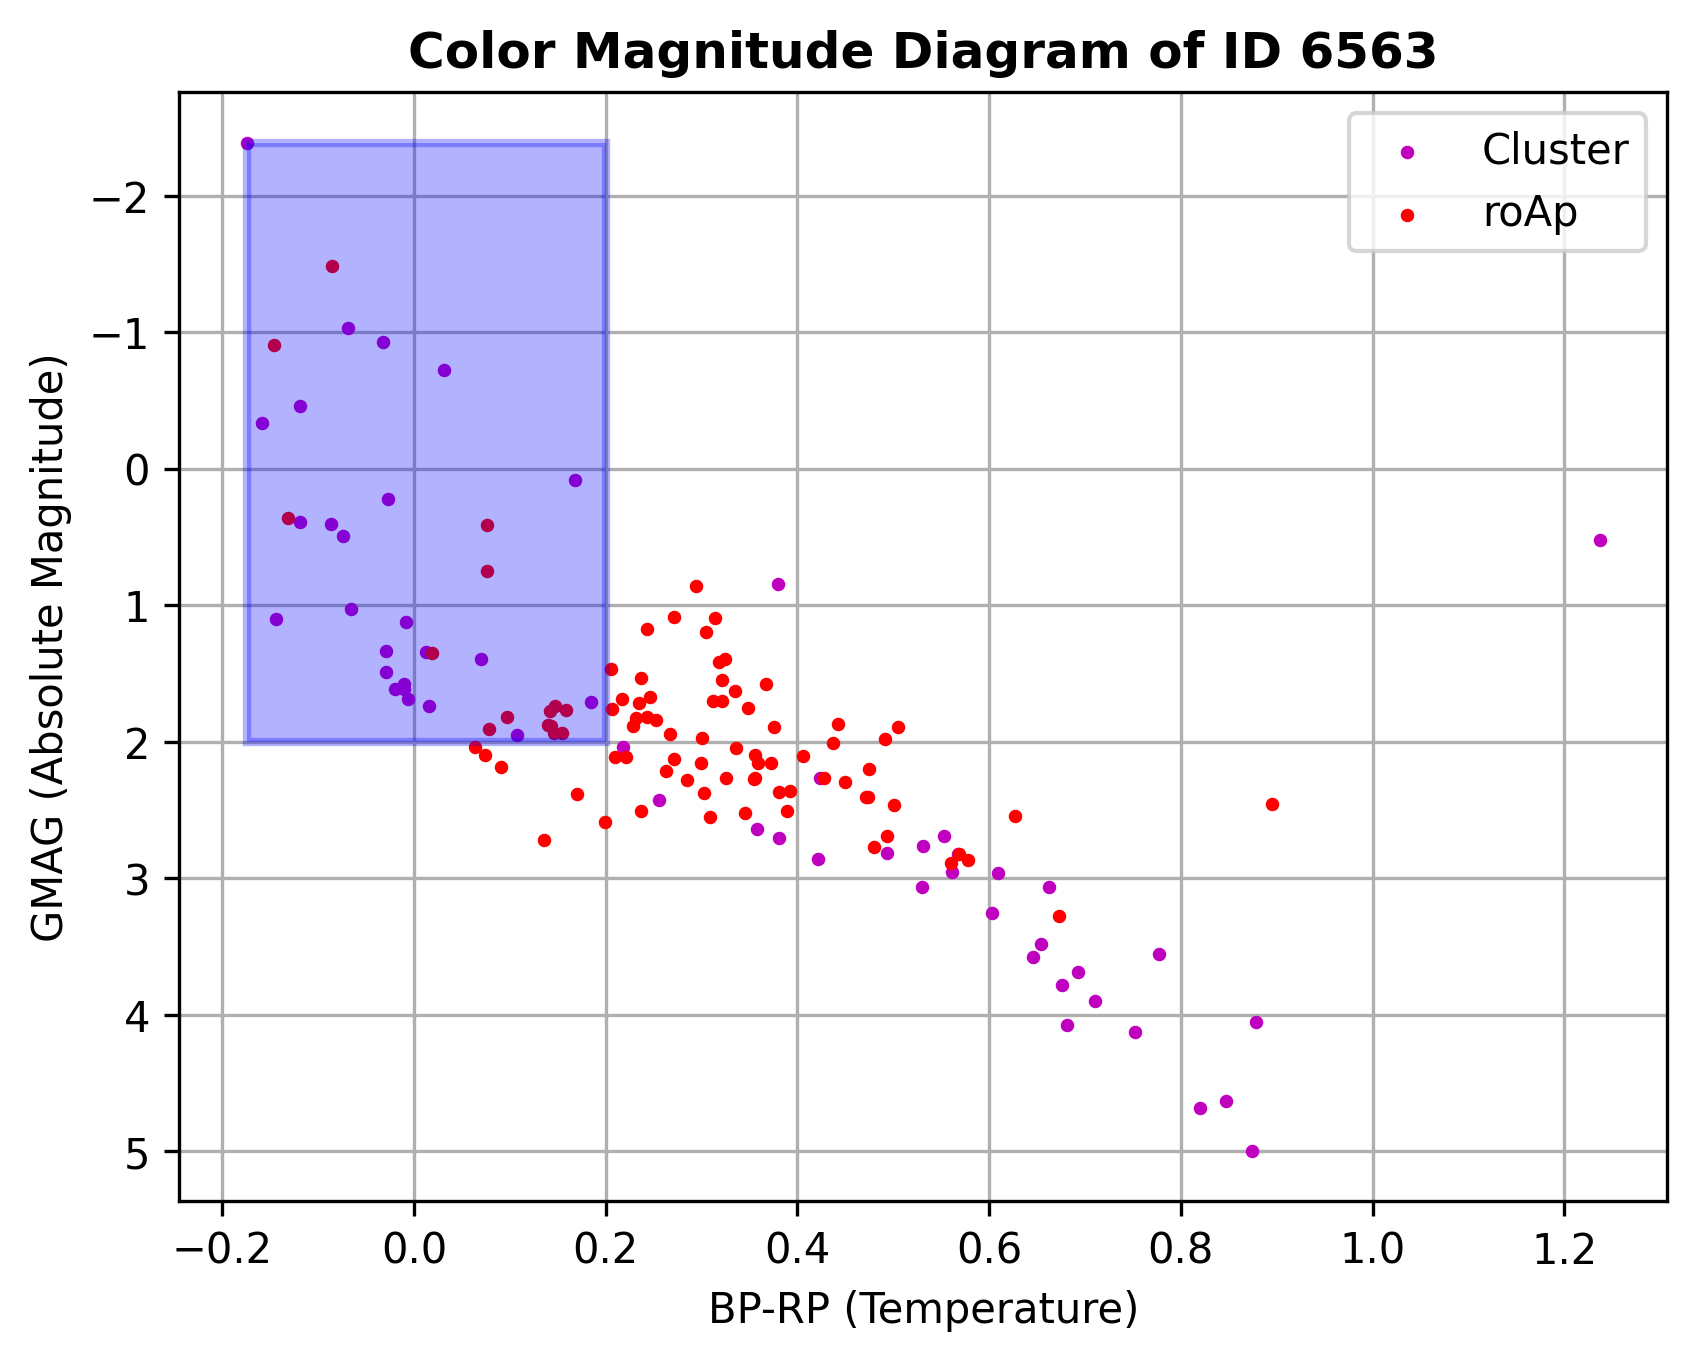 Color Magnitude Diagram of ID 6563
Cluster
roAp
GMAG (Absolute Magnitude)
−2
−1
0
1
2
3
4
5
−0.2 0.0 0.2 0.4 0.6 0.8 1.0 1.2
BP-RP (Temperature)